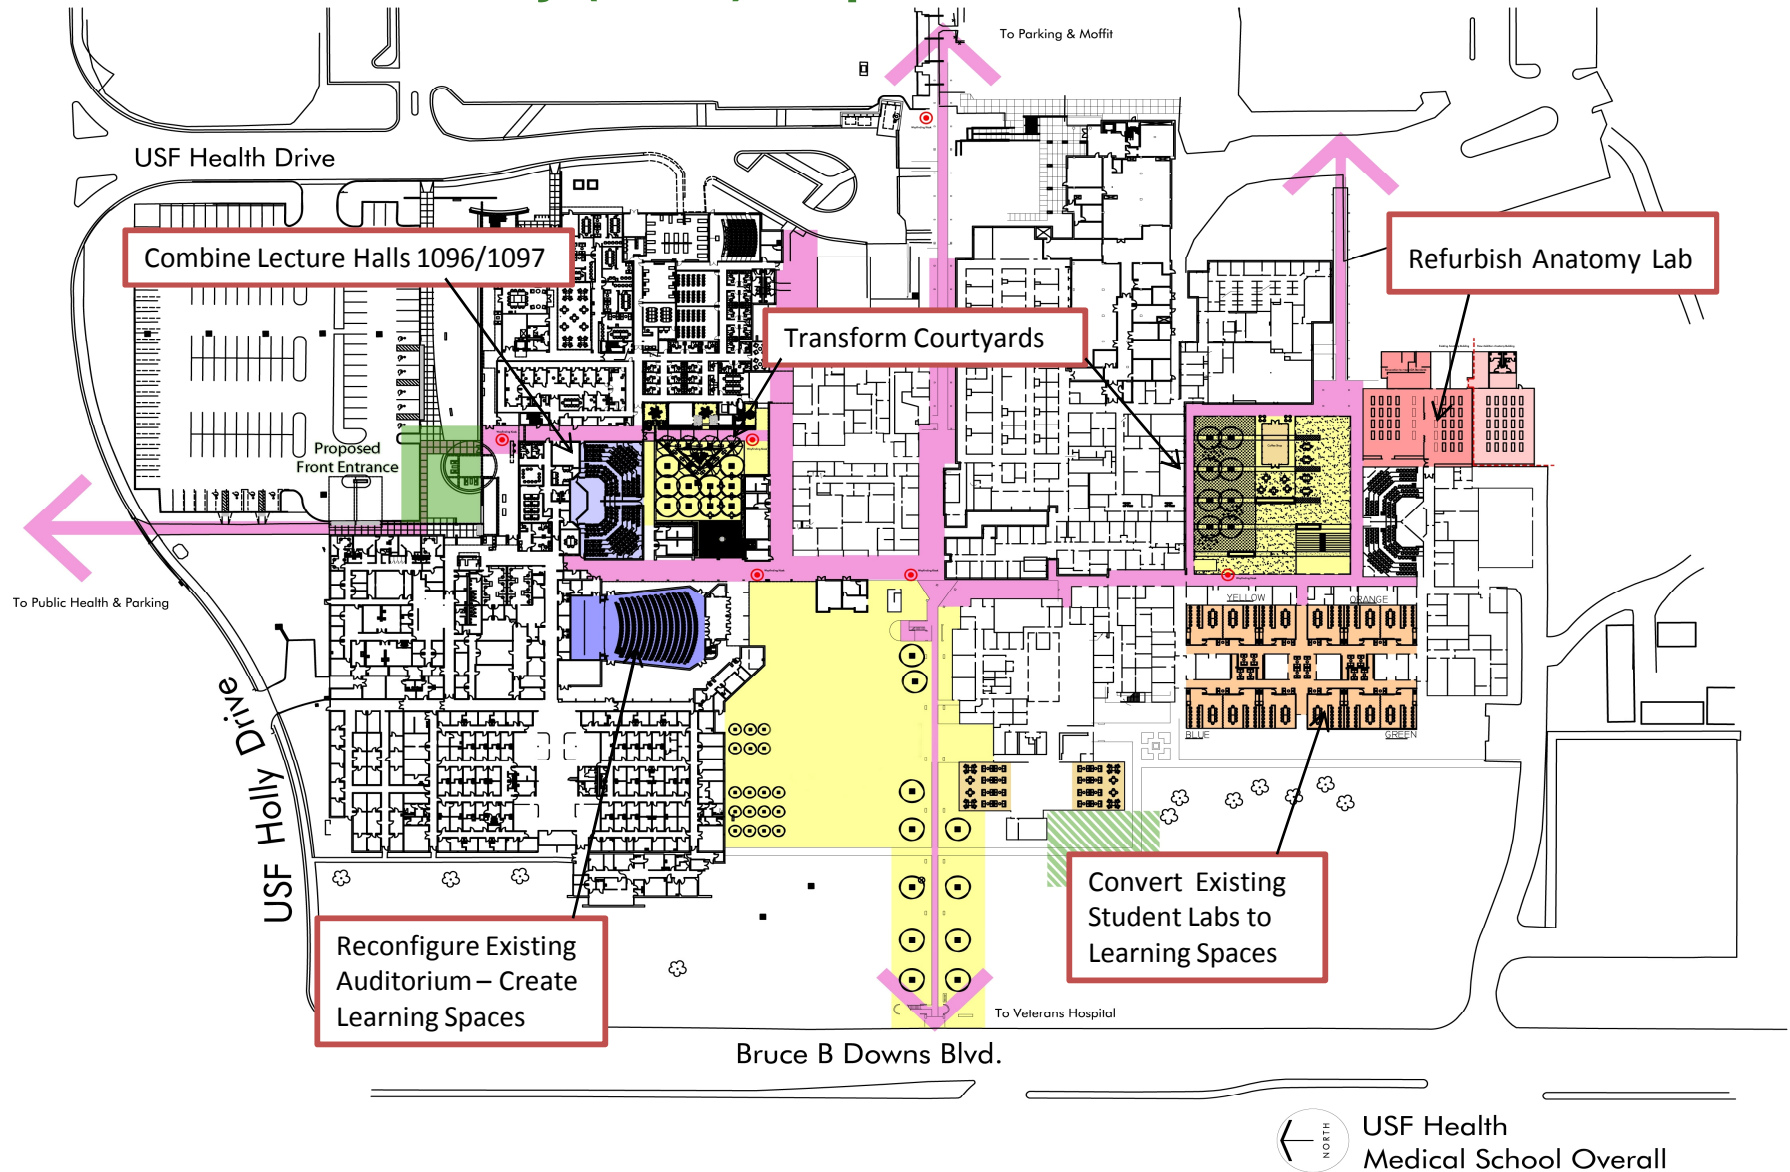 To Parking & Moffit
USF Health Drive
Combine Lecture Halls 1096/1097
Refurbish Anatomy Lab
Transform Courtyards
Proposed
Front Entrance
To Public Health & Parking
YELLOW
ORANGE
BLUE
GREEN
USF Holly Drive
Convert Existing
Student Labs to
Learning Spaces
Reconfigure Existing
Auditorium – Create
Learning Spaces
To Veterans Hospital
Bruce B Downs Blvd.
NORTH
USF Health
Medical School Overall